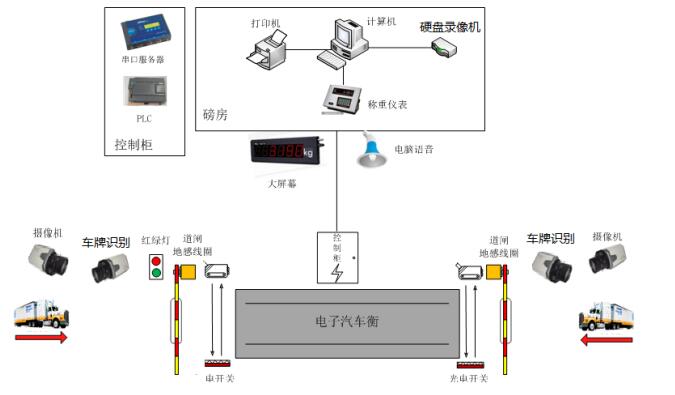 打印机
计算机
硬盘录像机
串口服务器
PLC
控制柜
称重仪表
磅房
电脑语音
kg
大屏幕
摄像机
车牌识别
红绿灯
道闸
地感线圈
控
制
柜
道闸
地感线圈
车牌识别
摄像机
电子汽车衡
电开关
光电开关